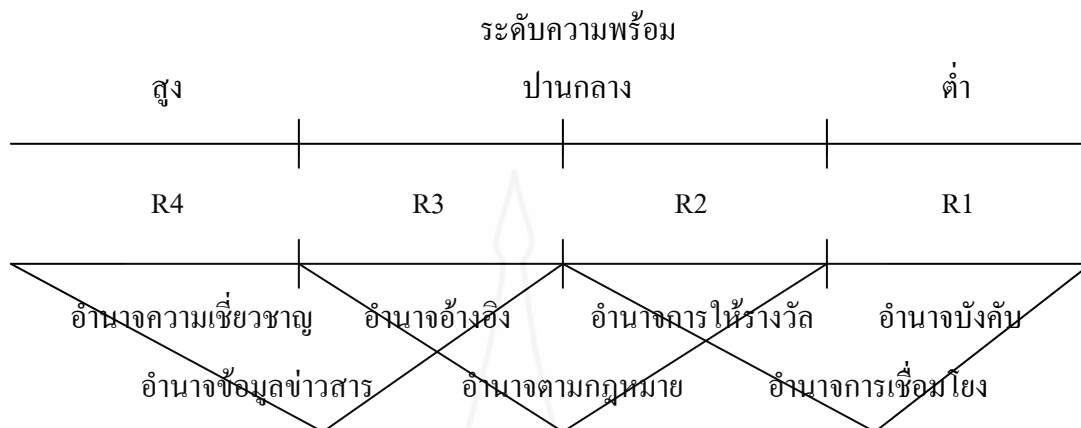 ระดับความพร้อม
สูง ปานกลาง ต่ำ
R4 R3 R2 R1
อำนาจความเชี่ยวชาญ อำนาจอ้างอิง อำนาจการให้รางวัล อำนาจบังคับ
อำนาจข้อมูลข่าวสาร อำนาจตามกฎหมาย อำนาจการเชื่อมโยง